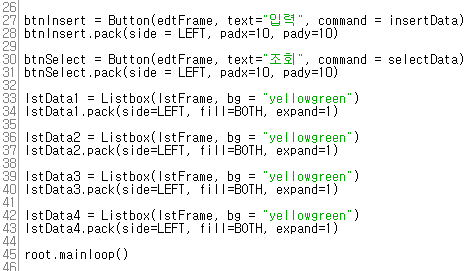 26
27 btnInsert = Button(edtFrame, text="입력", command = insertData)
28 btnInsert.pack(side = LEFT, padx=10, pady=10)
29
30 btnSelect = Button(edtFrame, text="조회", command = selectData)
31 btnSelect.pack(side = LEFT, padx=10, pady=10)
32
33 lstData1 = Listbox(lstFrame, bg = "yellowgreen")
34 lstData1.pack(side=LEFT, fill=BOTH, expand=1)
35
36 lstData2 = Listbox(lstFrame, bg = "yellowgreen")
37 lstData2.pack(side=LEFT, fill=BOTH, expand=1)
38
39 lstData3 = Listbox(lstFrame, bg = "yellowgreen")
40 lstData3.pack(side=LEFT, fill=BOTH, expand=1)
41
42 lstData4 = Listbox(lstFrame, bg = "yellowgreen")
43 lstData4.pack(side=LEFT, fill=BOTH, expand=1)
44
45 root.mainloop()
46